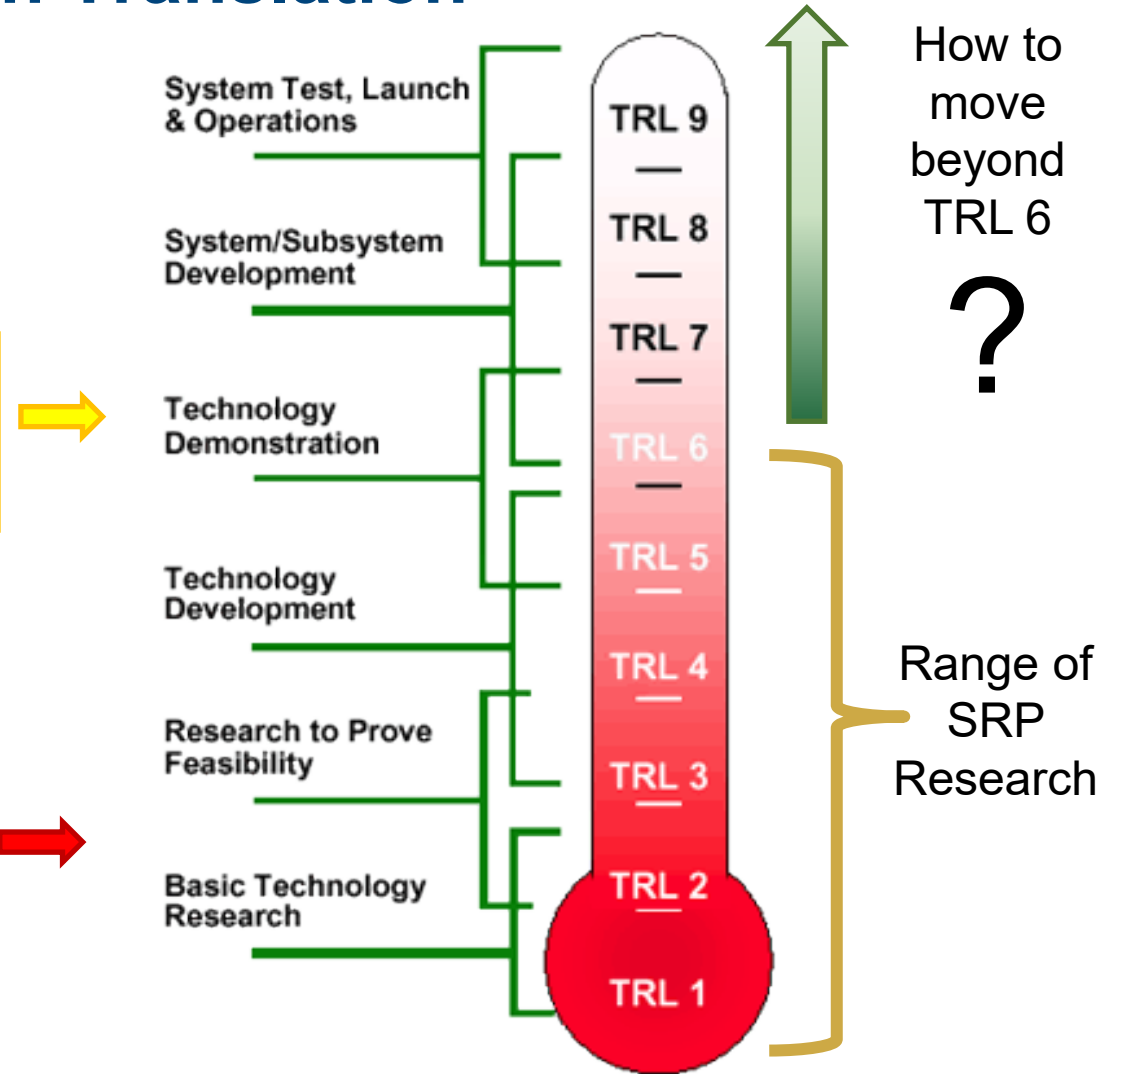 Translation
System Test, Launch
& Operations
System/Subsystem
Development
Technology
Demonstration
Technology
Development
Research to Prove
Feasibility
Basic Technology
Research
TRL 9
TRL 8
TRL 7
TRL 6
TRL 5
TRL 4
TRL 3
TRL 2
TRL 1
How to
move
beyond
TRL 6
?
Range of
SRP
Research